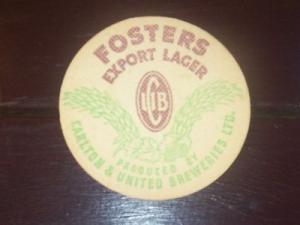 FOSTERS
EXPORT LAGER
CUB
PRODUCED BY
CARLTON & UNITED BREWERIES LTD.